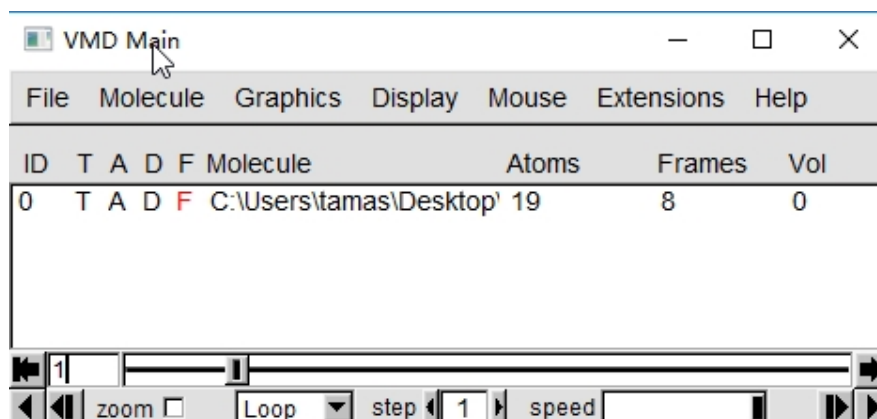 VMD Main
File Molecule Graphics Display Mouse Extensions Help
ID T A D F Molecule Atoms Frames Vol
0 T A D F C:\Users\tamas\Desktop\ 19 8 0
1
zoom Loop step 1 speed